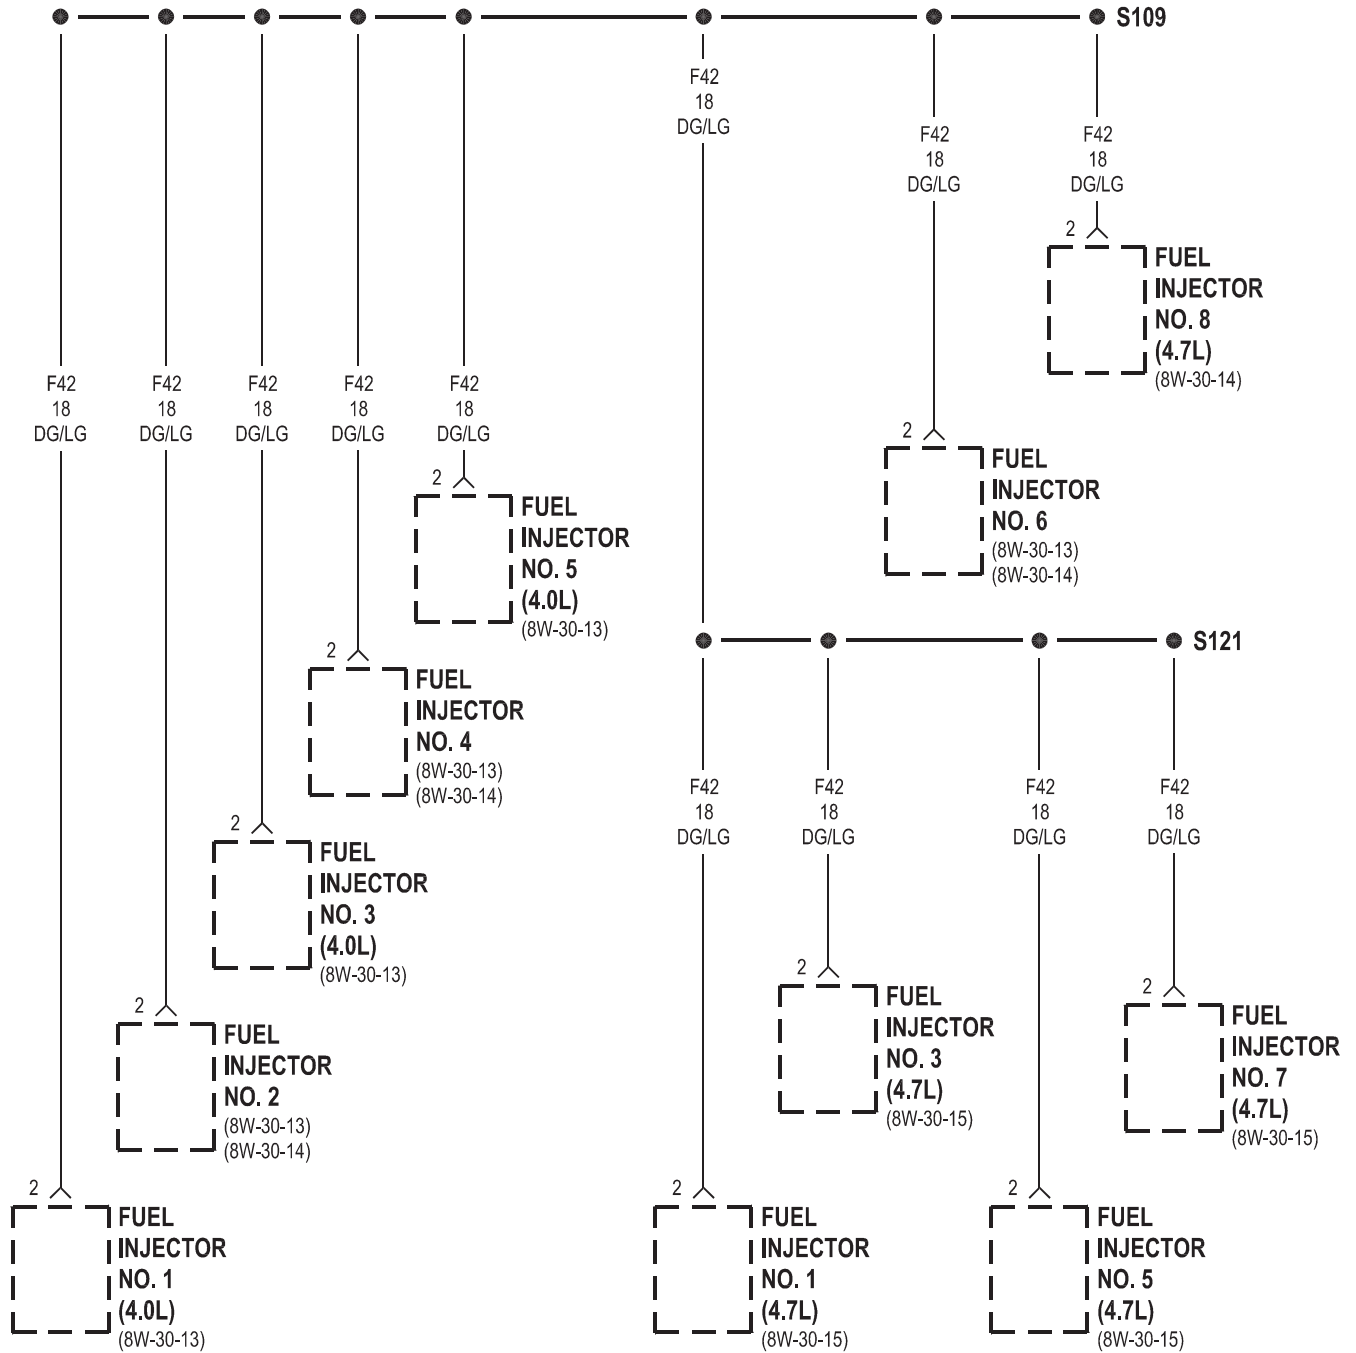 S109
F42
18
DG/LG
F42
18
DG/LG
F42
18
DG/LG
2
FUEL
INJECTOR
NO. 8
(4.7L)
(8W-30-14)
F42
18
DG/LG
F42
18
DG/LG
F42
18
DG/LG
F42
18
DG/LG
F42
18
DG/LG
2
FUEL
INJECTOR
NO. 6
(8W-30-13)
(8W-30-14)
2
FUEL
INJECTOR
NO. 5
(4.0L)
(8W-30-13)
2
FUEL
INJECTOR
NO. 4
(8W-30-13)
(8W-30-14)
S121
F42
18
DG/LG
F42
18
DG/LG
F42
18
DG/LG
F42
18
DG/LG
2
FUEL
INJECTOR
NO. 3
(4.0L)
(8W-30-13)
2
FUEL
INJECTOR
NO. 3
(4.7L)
(8W-30-15)
2
FUEL
INJECTOR
NO. 7
(4.7L)
(8W-30-15)
2
FUEL
INJECTOR
NO. 2
(8W-30-13)
(8W-30-14)
2
FUEL
INJECTOR
NO. 1
(4.0L)
(8W-30-13)
2
FUEL
INJECTOR
NO. 1
(4.7L)
(8W-30-15)
2
FUEL
INJECTOR
NO. 5
(4.7L)
(8W-30-15)